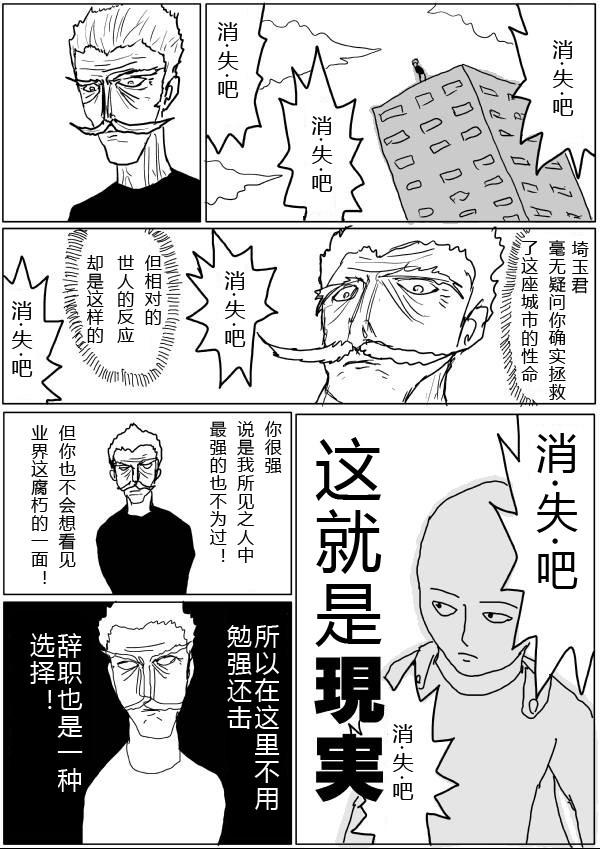 消·失·吧
消·失·吧
消·失·吧
埼玉君
毫无疑问你确实拯救
了这座城市的性命
消·失·吧
但相对的
世人的反应
却是这样的
消·失·吧
消·失·吧
这就是現実
消·失·吧
你很强
说是我所见之人中
最强的也不为过！
但你也不会想看见
业界这腐朽的一面！
所以在这里不用
勉强还击
辞职也是一种
选择！